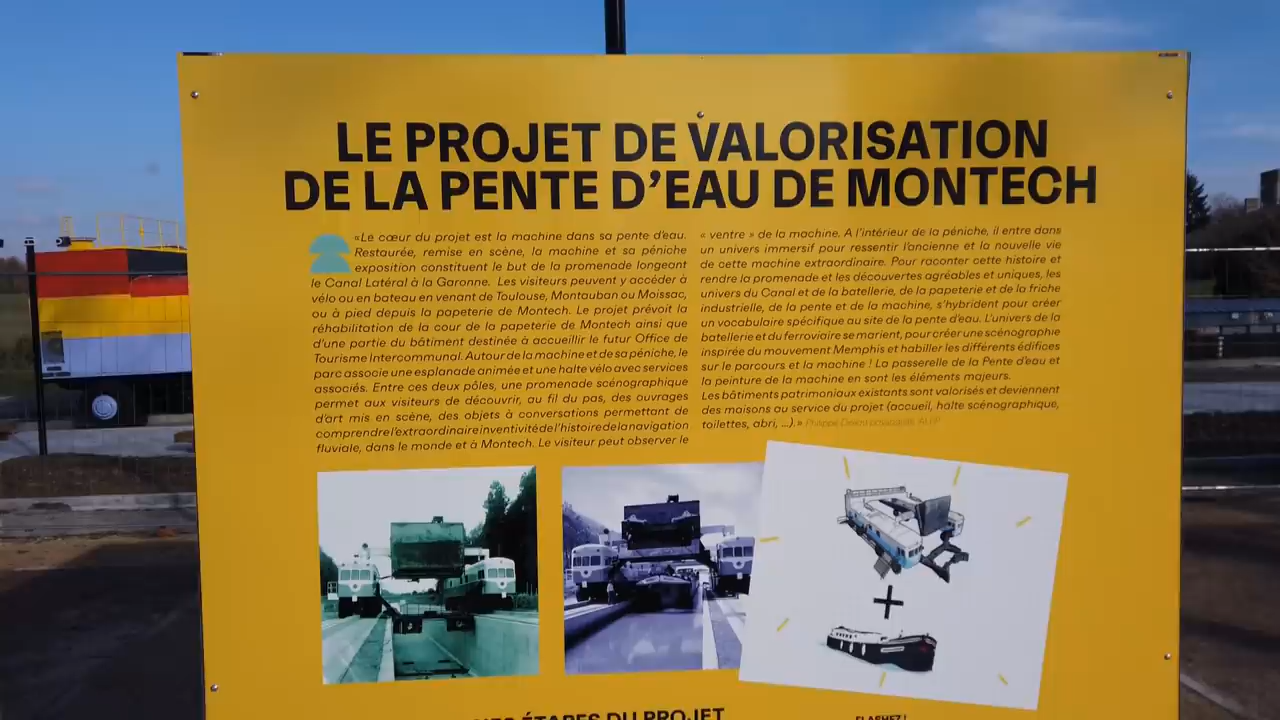 LE PROJET DE VALORISATION
DE LA PENTE D'EAU DE MONTECH
«Le cœur du projet est la machine dans sa pente d'eau.
Restaurée, remise en scène, la machine et sa péniche
exposition constituent le but de la promenade longeant
le Canal Latéral à la Garonne. Les visiteurs peuvent y accéder à
vélo ou en bateau en venant de Toulouse, Montauban ou Moissac,
ou à pied depuis la papeterie de Montech. Le projet prévoit la
réhabilitation de la cour de la papeterie de Montech ainsi que
d'une partie du bâtiment destinée à accueillir le futur Office de
Tourisme Intercommunal. Autour de la machine et de sa péniche, le
parc associe une esplanade animée et une halte vélo avec services
associés. Entre ces deux pôles, une promenade scénographique
permet aux visiteurs de découvrir, au fil du pas, des ouvrages
d'art mis en scène, des objets à conversations permettant de
comprendre l'extraordinaire inventivité de l'histoire de la navigation
fluviale, dans le monde et à Montech. Le visiteur peut observer le
« ventre » de la machine. A l'intérieur de la péniche, il entre dans
un univers immersif pour ressentir l'ancienne et la nouvelle vie
de cette machine extraordinaire. Pour raconter cette histoire et
rendre la promenade et les découvertes agréables et uniques, les
univers du Canal et de la batellerie, de la papeterie et de la friche
industrielle, de la pente et de la machine, s'hybrident pour créer
un vocabulaire spécifique au site de la pente d'eau. L'univers de la
batellerie et du ferroviaire se marient, pour créer une scénographie
inspirée du mouvement Memphis et habiller les différents édifices
sur le parcours et la machine ! La passerelle de la Pente d'eau et
la peinture de la machine en sont les éléments majeurs.
Les bâtiments patrimoniaux existants sont valorisés et deviennent
des maisons au service du projet (accueil, halte scénographique,
toilettes, abri, ...).» Philippe
ÉTAPES DU PROJET
FLASHEZ !